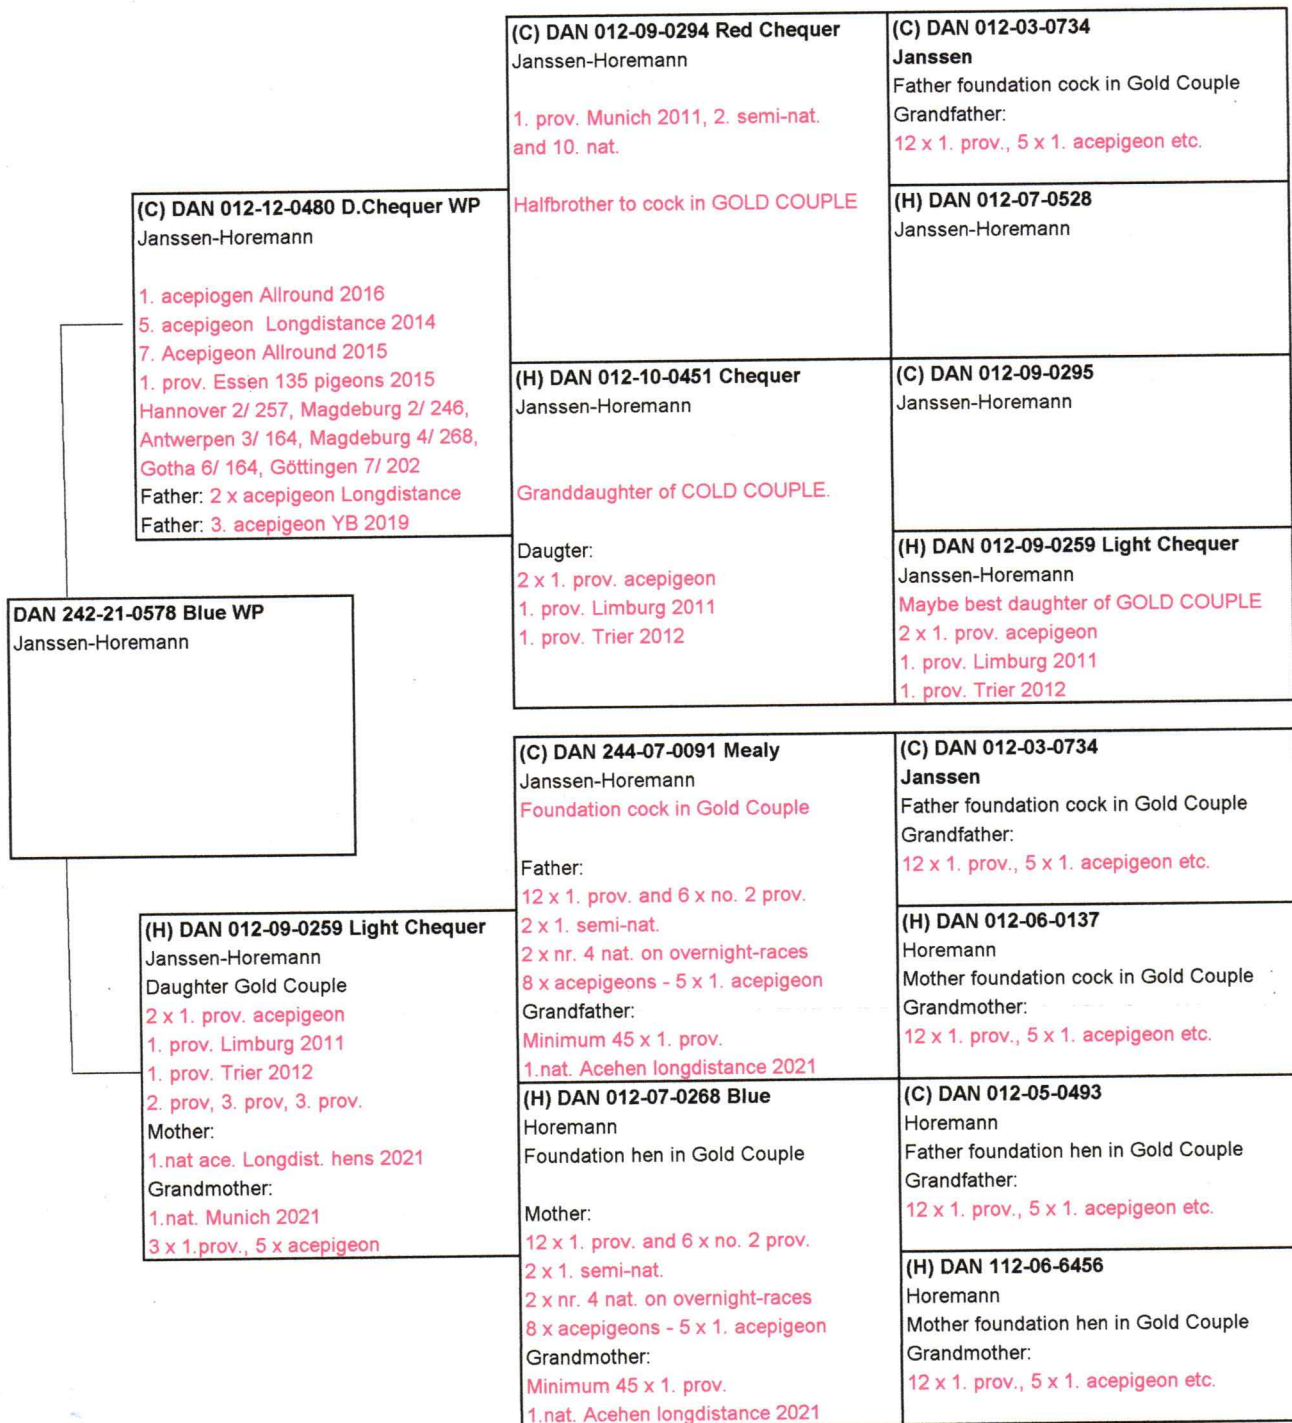 DAN 242-21-0578 Blue WP
Janssen-Horemann
(C) DAN 012-12-0480 D.Chequer WP
Janssen-Horemann
1. acepiogen Allround 2016
5. acepigeon Longdistance 2014
7. Acepigeon Allround 2015
1. prov. Essen 135 pigeons 2015
Hannover 2/ 257, Magdeburg 2/ 246,
Antwerpen 3/ 164, Magdeburg 4/ 268,
Gotha 6/ 164, Göttingen 7/ 202
Father: 2 x acepigeon Longdistance
Father: 3. acepigeon YB 2019
(H) DAN 012-09-0259 Light Chequer
Janssen-Horemann
Daughter Gold Couple
2 x 1. prov. acepigeon
1. prov. Limburg 2011
1. prov. Trier 2012
2. prov, 3. prov, 3. prov.
Mother:
1.nat ace. Longdist. hens 2021
Grandmother:
1.nat. Munich 2021
3 x 1.prov., 5 x acepigeon
(C) DAN 012-09-0294 Red Chequer
Janssen-Horemann
1. prov. Munich 2011, 2. semi-nat.
and 10. nat.
Halfbrother to cock in GOLD COUPLE
(H) DAN 012-10-0451 Chequer
Janssen-Horemann
Granddaughter of COLD COUPLE.
Daugter:
2 x 1. prov. acepigeon
1. prov. Limburg 2011
1. prov. Trier 2012
(C) DAN 244-07-0091 Mealy
Janssen-Horemann
Foundation cock in Gold Couple
Father:
12 x 1. prov. and 6 x no. 2 prov.
2 x 1. semi-nat.
2 x nr. 4 nat. on overnight-races
8 x acepigeons - 5 x 1. acepigeon
Grandfather:
Minimum 45 x 1. prov.
1.nat. Acehen longdistance 2021
(H) DAN 012-07-0268 Blue
Horemann
Foundation hen in Gold Couple
Mother:
12 x 1. prov. and 6 x no. 2 prov.
2 x 1. semi-nat.
2 x nr. 4 nat. on overnight-races
8 x acepigeons - 5 x 1. acepigeon
Grandmother:
Minimum 45 x 1. prov.
1.nat. Acehen longdistance 2021
(C) DAN 012-03-0734
Janssen
Father foundation cock in Gold Couple
Grandfather:
12 x 1. prov., 5 x 1. acepigeon etc.
(H) DAN 012-07-0528
Janssen-Horemann
(C) DAN 012-09-0295
Janssen-Horemann
(H) DAN 012-09-0259 Light Chequer
Janssen-Horemann
Maybe best daughter of GOLD COUPLE
2 x 1. prov. acepigeon
1. prov. Limburg 2011
1. prov. Trier 2012
(C) DAN 012-03-0734
Janssen
Father foundation cock in Gold Couple
Grandfather:
12 x 1. prov., 5 x 1. acepigeon etc.
(H) DAN 012-06-0137
Horemann
Mother foundation cock in Gold Couple
Grandmother:
12 x 1. prov., 5 x 1. acepigeon etc.
(C) DAN 012-05-0493
Horemann
Father foundation hen in Gold Couple
Grandfather:
12 x 1. prov., 5 x 1. acepigeon etc.
(H) DAN 112-06-6456
Horemann
Mother foundation hen in Gold Couple
Grandmother:
12 x 1. prov., 5 x 1. acepigeon etc.